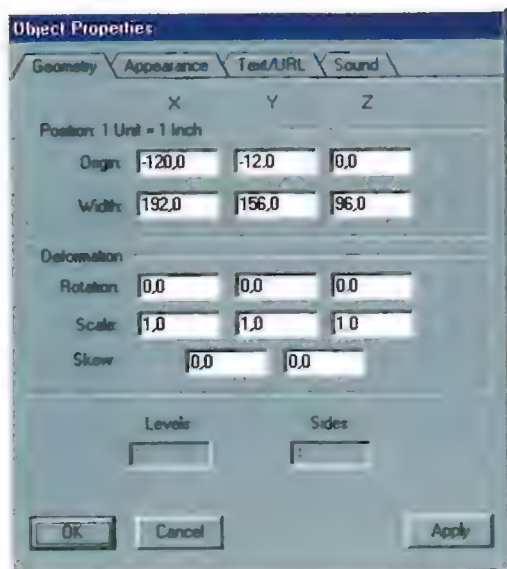 Object Properties
Geometry Appearance Text/URL Sound
X Y Z
Position: 1 Unit = 1 Inch
Origin: -120,0 -12,0 0,0
Width: 192,0 156,0 96,0
Deformation
Rotation: 0,0 0,0 0,0
Scale: 1,0 1,0 1.0
Skew: 0,0 0,0
Levels Sides
OK Cancel Apply